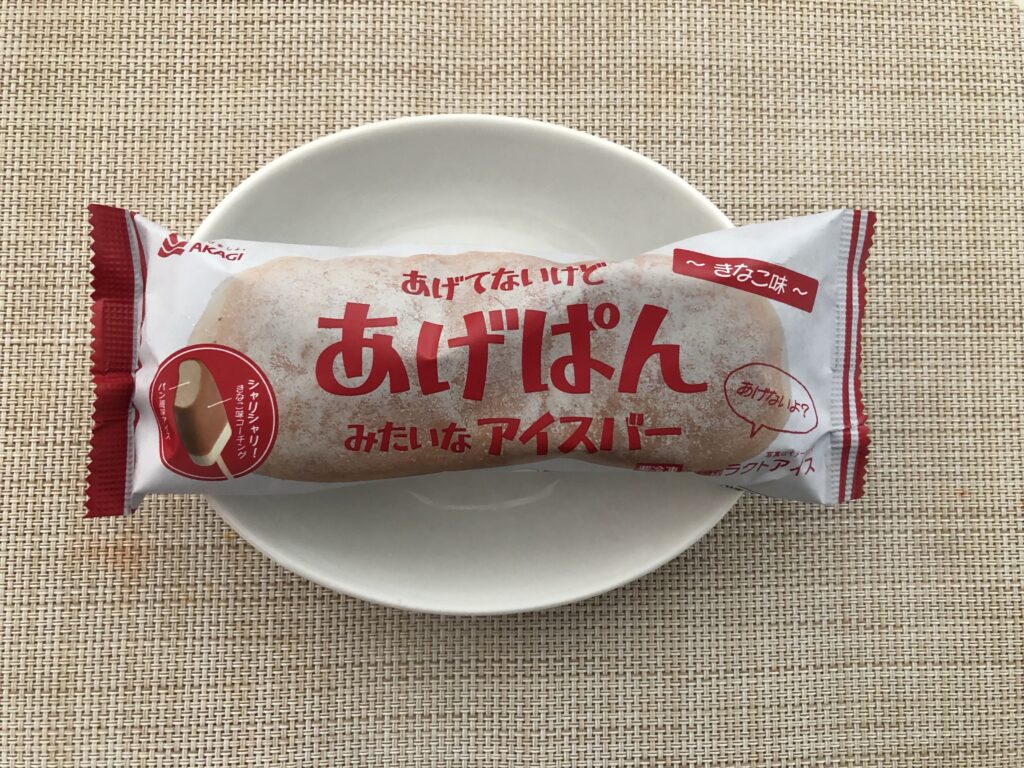 AKAGI
あげてないけど
～ きなこ味 ～
あげぱん
みたいなアイスバー
あげないよ?
シャリシャリ!
きなこ味コーチング
パン風味アイス
要冷凍
ラクトアイス